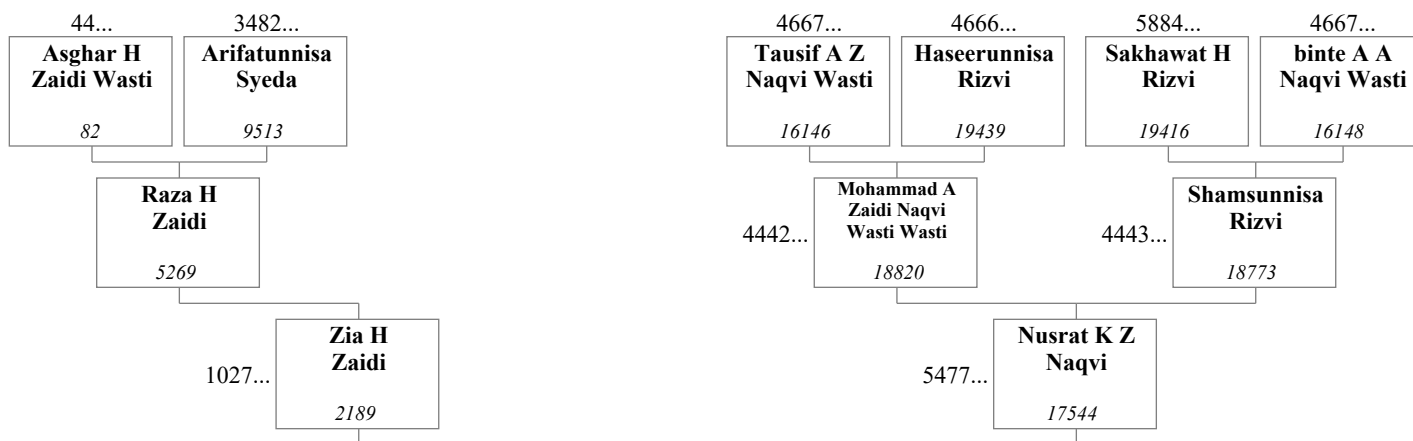 44...
3482...
4667...
4666...
5884...
4667...
Asghar H
Zaidi Wasti
82
Arifatunnisa
Syeda
9513
Tausif A Z
Naqvi Wasti
16146
Haseerunnisa
Rizvi
19439
Sakhawat H
Rizvi
19416
binte A A
Naqvi Wasti
16148
Raza H
Zaidi
5269
4442...
Mohammad A
Zaidi Naqvi
Wasti Wasti
18820
4443...
Shamsunnisa
Rizvi
18773
1027...
Zia H
Zaidi
2189
5477...
Nusrat K Z
Naqvi
17544